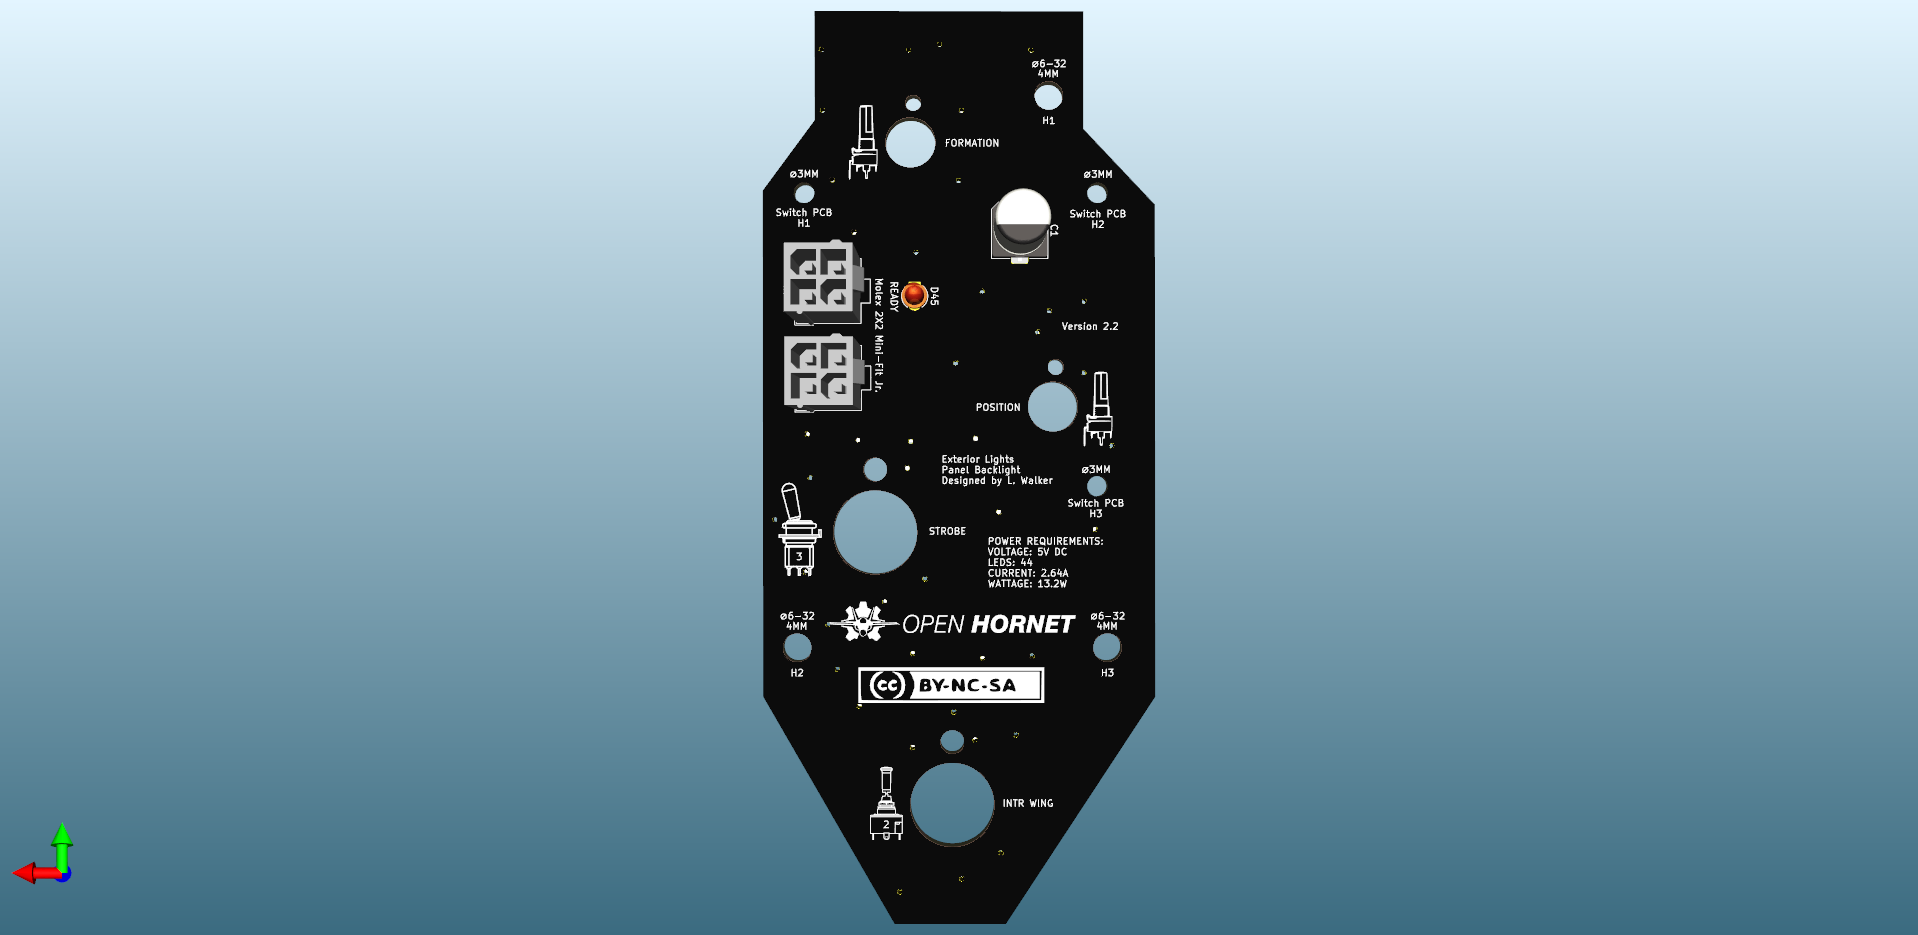 ø6-32
4MM
H1
FORMATION
ø3MM
Switch PCB
H1
ø3MM
Switch PCB
H2
C1
Molex 2X2 Mini-Fit Jr.
READY
D45
Version 2.2
POSITION
Exterior Lights
Panel Backlight
Designed by L. Walker
ø3MM
Switch PCB
H3
STROBE
3
POWER REQUIREMENTS:
VOLTAGE: 5V DC
LEDS: 44
CURRENT: 2.64A
WATTAGE: 13.2W
ø6-32
4MM
H2
OPEN HORNET
ø6-32
4MM
H3
cc BY-NC-SA
INTR WING
2